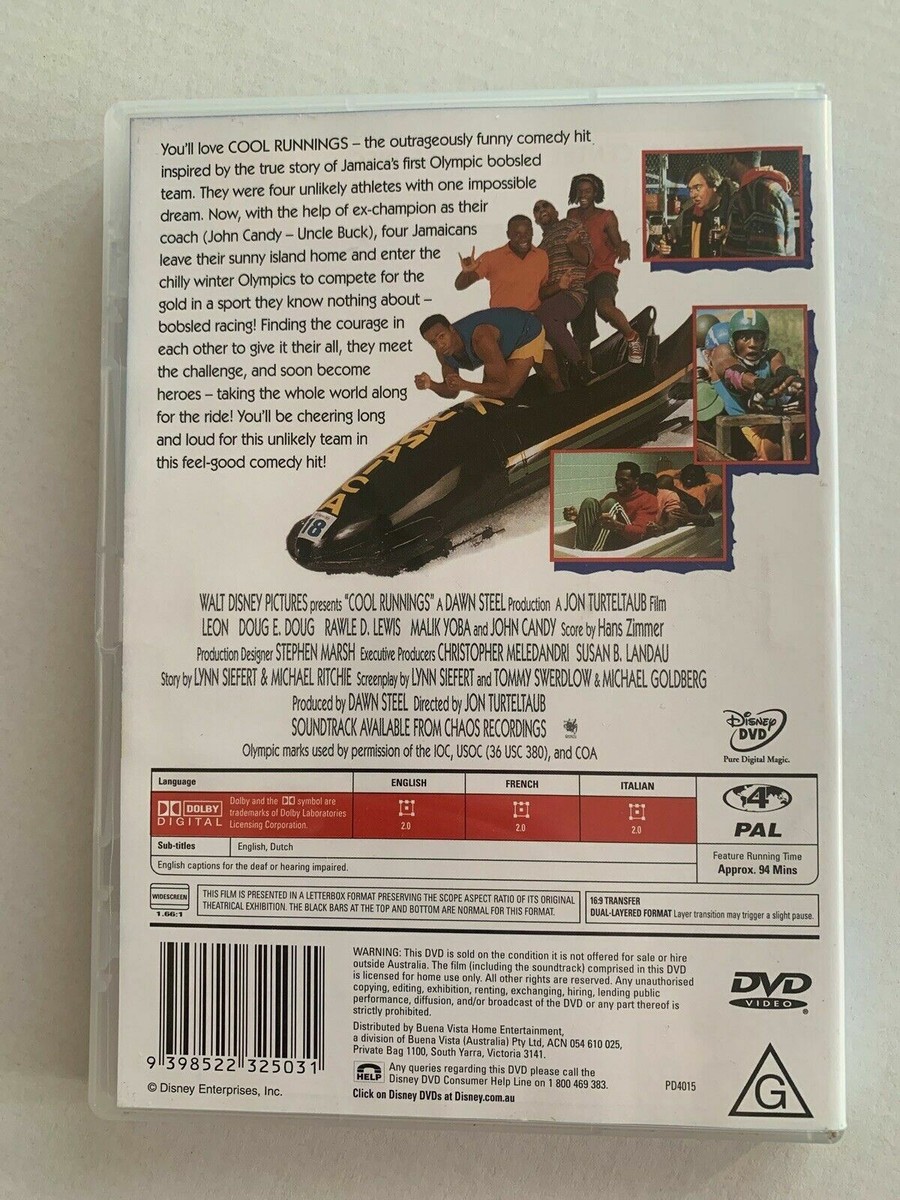 You'll love COOL RUNNINGS – the outrageously funny comedy hit
inspired by the true story of Jamaica's first Olympic bobsled
team. They were four unlikely athletes with one impossible
dream. Now, with the help of ex-champion as their
coach (John Candy – Uncle Buck), four Jamaicans
leave their sunny island home and enter the
chilly winter Olympics to compete for the
gold in a sport they know nothing about –
bobsled racing! Finding the courage in
each other to give it their all, they meet
the challenge, and soon become
heroes – taking the whole world along
for the ride! You'll be cheering long
and loud for this unlikely team in
this feel-good comedy hit!
JAMAICA
18
WALT DISNEY PICTURES presents "COOL RUNNINGS" A DAWN STEEL Production A JON TURTELTAUB Film
LEON DOUG E. DOUG RAWLE D. LEWIS MALIK YOBA and JOHN CANDY Score by Hans Zimmer
Production Designer STEPHEN MARSH Executive Producers CHRISTOPHER MELEDANDRI SUSAN B. LANDAU
Story by LYNN SIEFERT & MICHAEL RITCHIE Screenplay by LYNN SIEFERT and TOMMY SWERDLOW & MICHAEL GOLDBERG
Produced by DAWN STEEL Directed by JON TURTELTAUB
SOUNDTRACK AVAILABLE FROM CHAOS RECORDINGS
Olympic marks used by permission of the IOC, USOC (36 USC 380), and COA
Disney
DVD
Pure Digital Magic.
Language ENGLISH FRENCH ITALIAN
DOLBY
DIGITAL
Dolby and the DD symbol are
trademarks of Dolby Laboratories
Licensing Corporation.
2.0 2.0 2.0
Sub-titles English, Dutch
English captions for the deaf or hearing impaired.
4
PAL
Feature Running Time
Approx. 94 Mins
WIDESCREEN
1.66:1
THIS FILM IS PRESENTED IN A LETTERBOX FORMAT PRESERVING THE SCOPE ASPECT RATIO OF ITS ORIGINAL
THEATRICAL EXHIBITION. THE BLACK BARS AT THE TOP AND BOTTOM ARE NORMAL FOR THIS FORMAT.
16:9 TRANSFER
DUAL-LAYERED FORMAT Layer transition may trigger a slight pause.
9 398522 325031
© Disney Enterprises, Inc.
WARNING: This DVD is sold on the condition it is not offered for sale or hire
outside Australia. The film (including the soundtrack) comprised in this DVD
is licensed for home use only. All other rights are reserved. Any unauthorised
copying, editing, exhibition, renting, exchanging, hiring, lending public
performance, diffusion, and/or broadcast of the DVD or any part thereof is
strictly prohibited.
Distributed by Buena Vista Home Entertainment,
a division of Buena Vista (Australia) Pty Ltd, ACN 054 610 025,
Private Bag 1100, South Yarra, Victoria 3141.
HELP
Any queries regarding this DVD please call the
Disney DVD Consumer Help Line on 1 800 469 383.
Click on Disney DVDs at Disney.com.au
PD4015
DVD
VIDEO
®
G